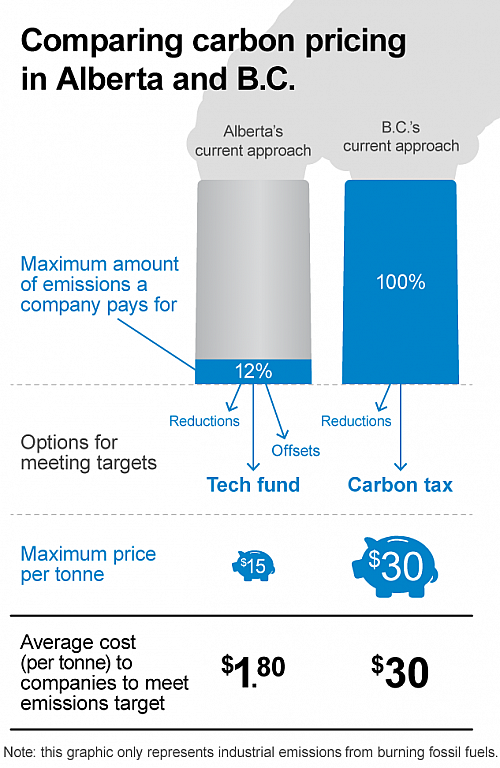 Comparing carbon pricing
in Alberta and B.C.
Alberta's
current approach
B.C.'s
current approach
Maximum amount
of emissions a
company pays for
100%
12%
Options for
meeting targets
Reductions
Offsets
Tech fund
Reductions
Carbon tax
Maximum price
per tonne
$15
$30
Average cost
(per tonne) to
companies to meet
emissions target
$1.80
$30
Note: this graphic only represents industrial emissions from burning fossil fuels.